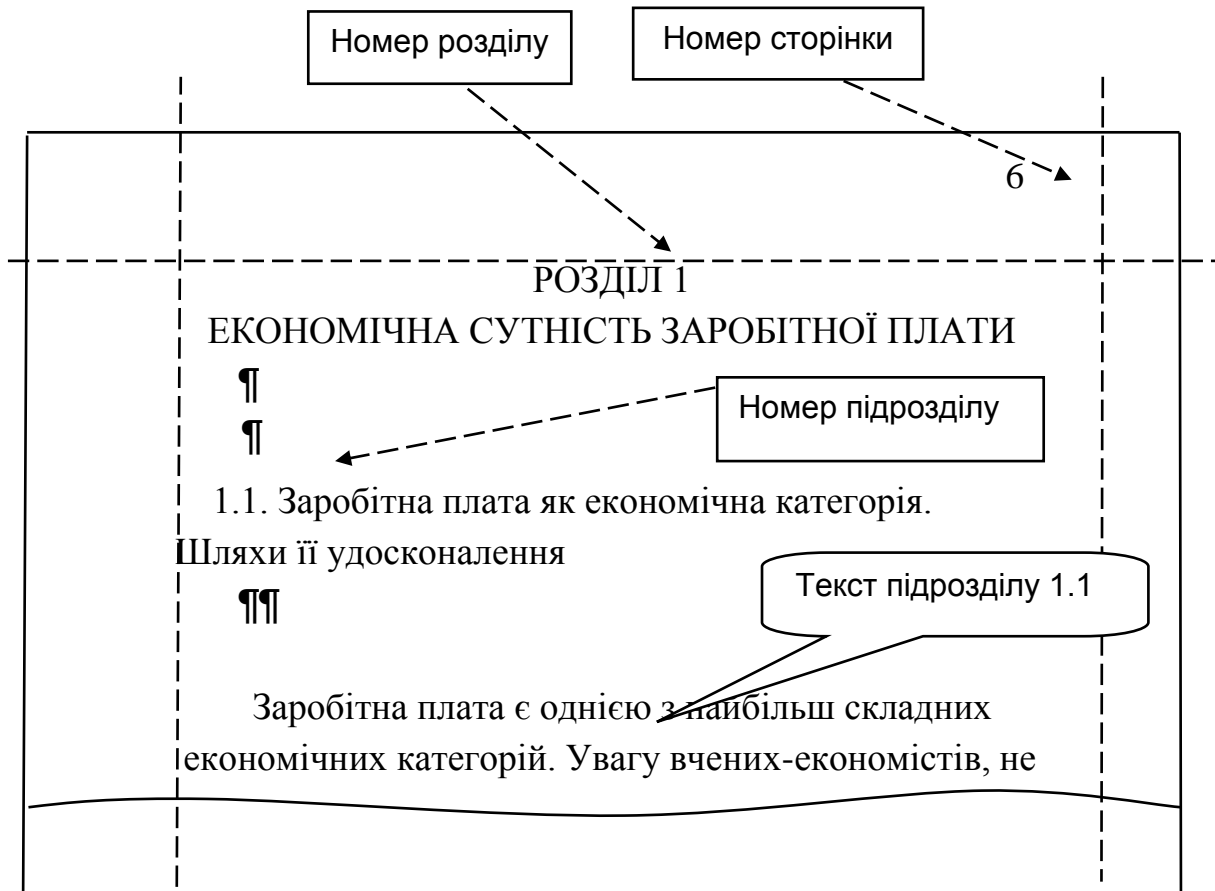 Номер розділу
Номер сторінки
6
РОЗДІЛ 1
ЕКОНОМІЧНА СУТНІСТЬ ЗАРОБІТНОЇ ПЛАТИ
¶
Номер підрозділу
¶
1.1. Заробітна плата як економічна категорія.
Шляхи її удосконалення
Текст підрозділу 1.1
¶¶
Заробітна плата є однією з найбільш складних
економічних категорій. Увагу вчених-економістів, не